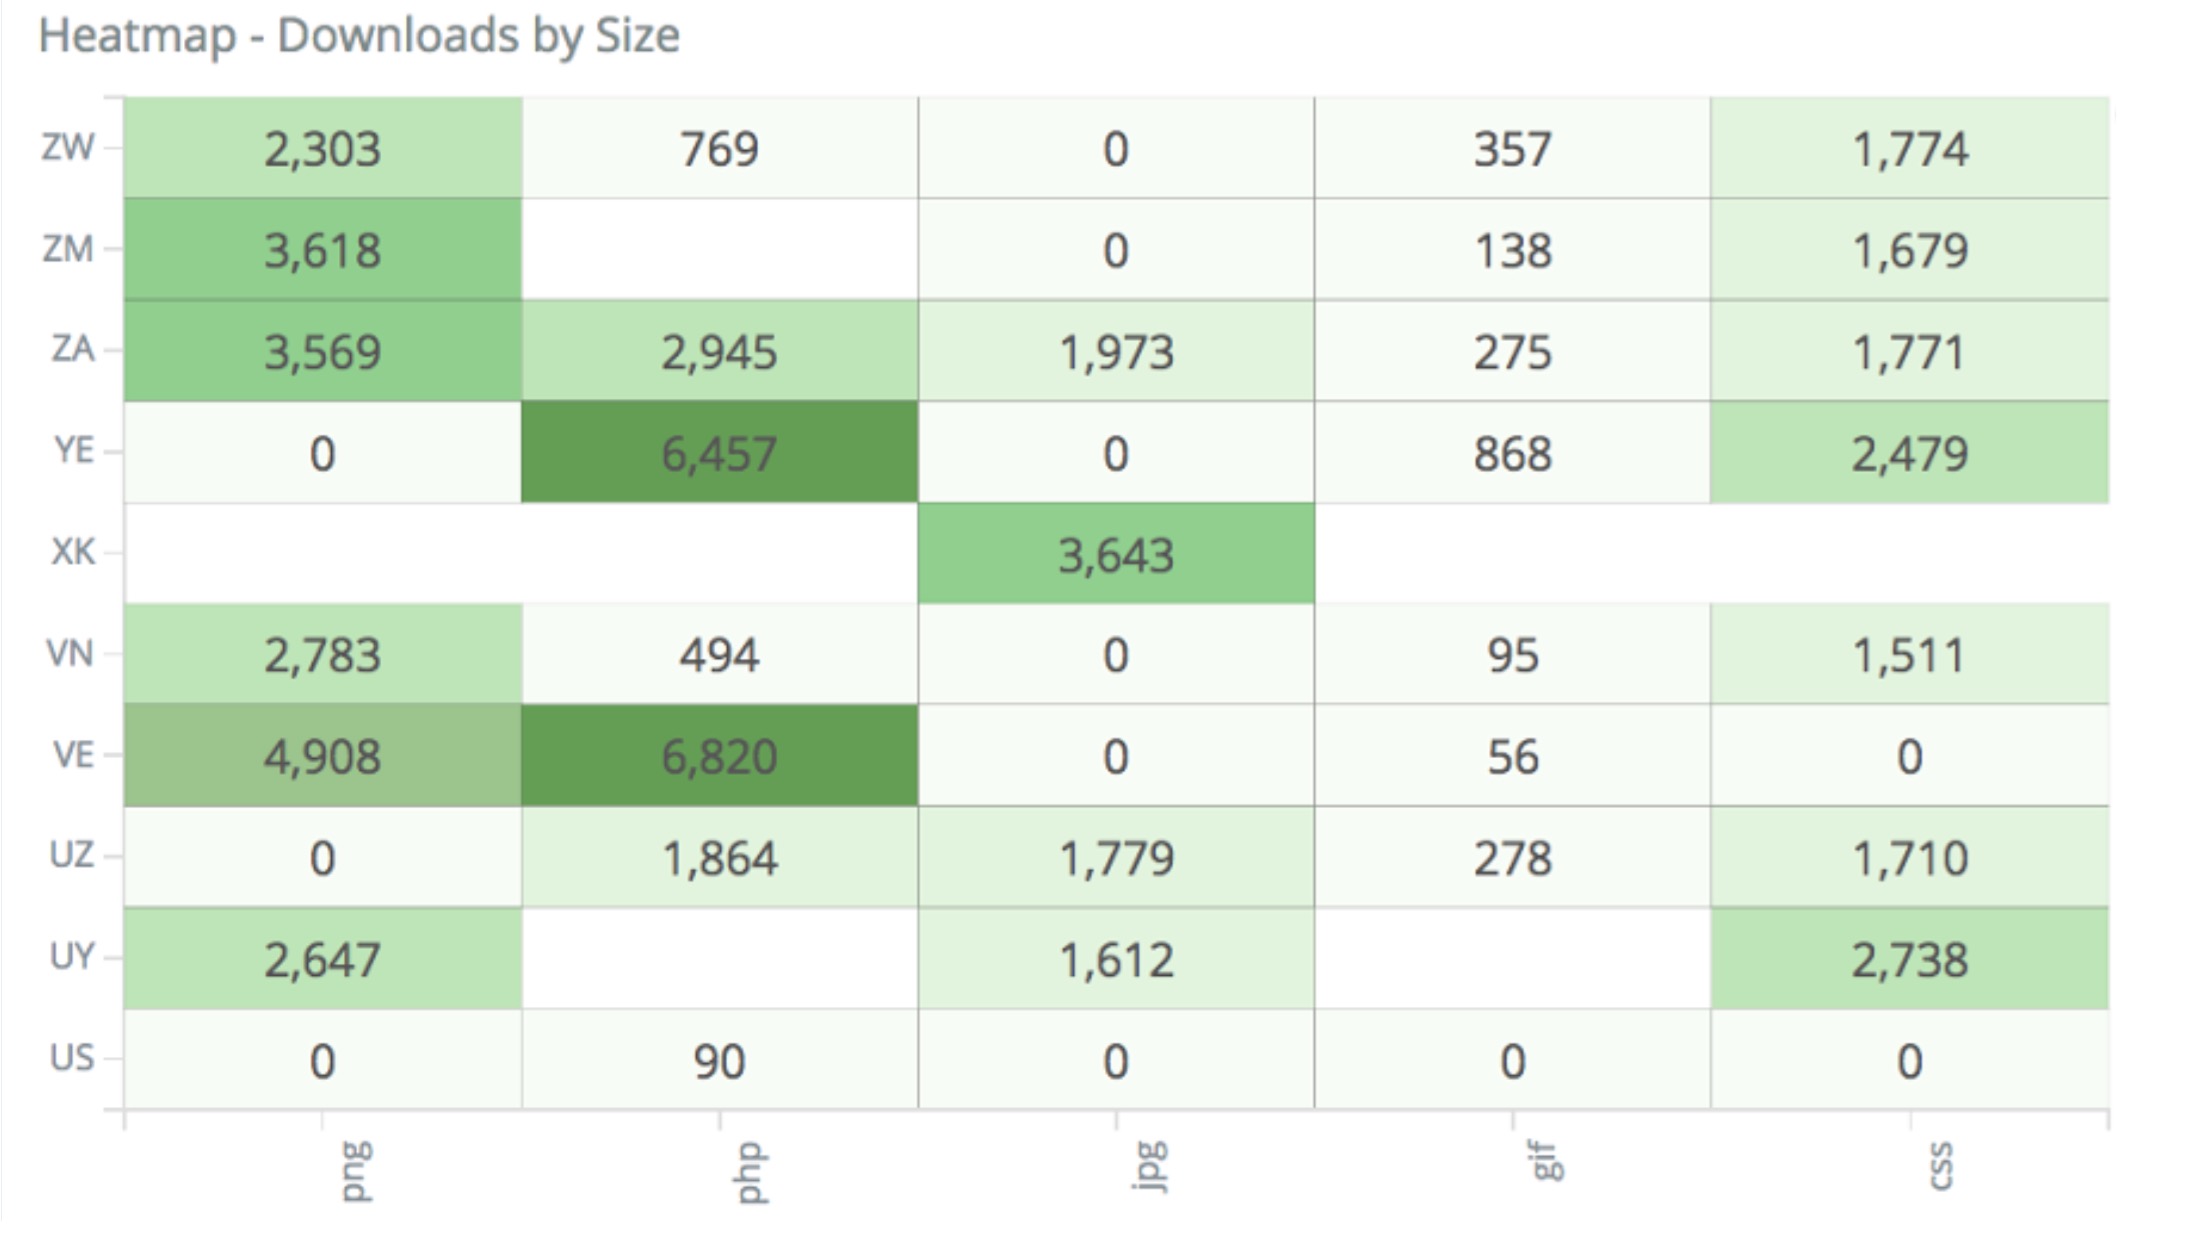 Heatmap - Downloads by Size
ZW 2,303 769 0 357 1,774
ZM 3,618 0 138 1,679
ZA 3,569 2,945 1,973 275 1,771
YE 0 6,457 0 868 2,479
XK 3,643
VN 2,783 494 0 95 1,511
VE 4,908 6,820 0 56 0
UZ 0 1,864 1,779 278 1,710
UY 2,647 1,612 2,738
US 0 90 0 0 0
png php jpg gif css